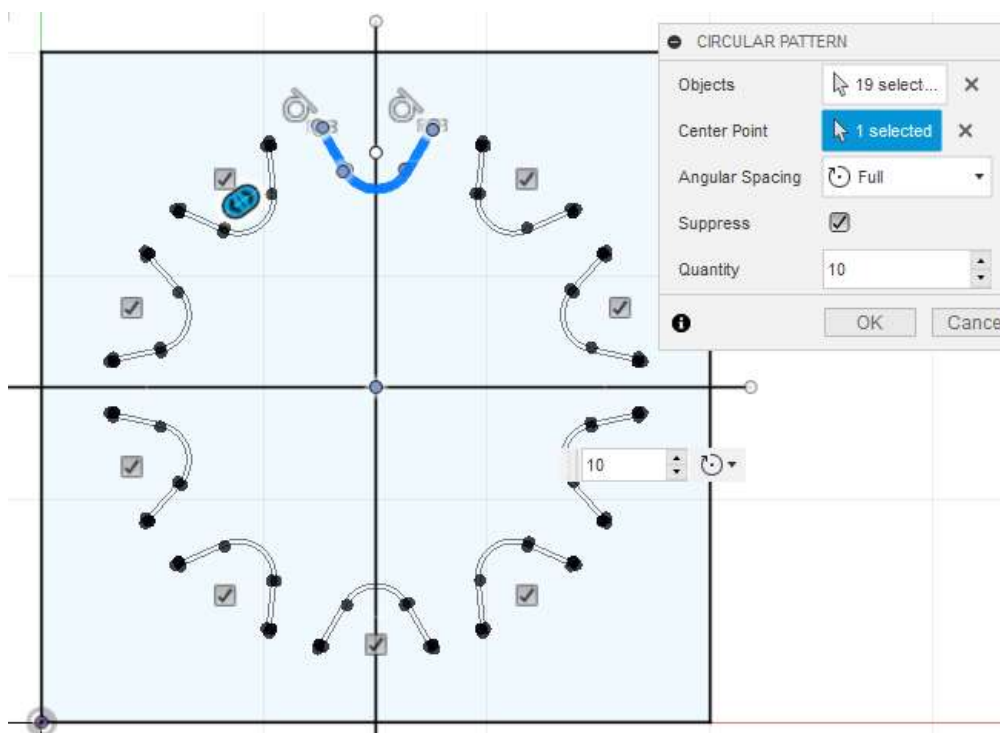 CIRCULAR PATTERN
Objects 19 select...
Center Point 1 selected
Angular Spacing Full
Suppress
Quantity 10
OK Cance
10